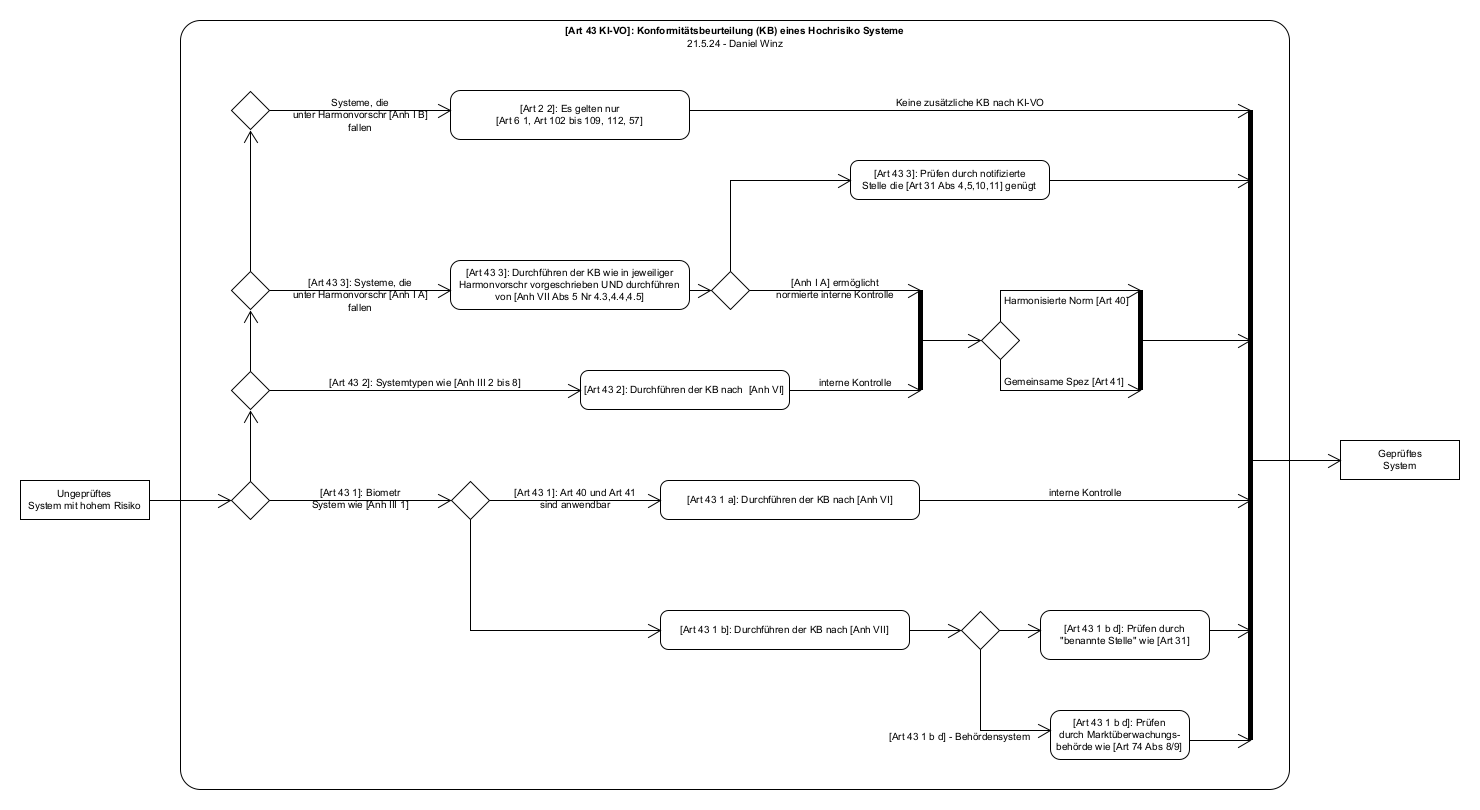 [Art 43 KI-VO]: Konformitätsbeurteilung (KB) eines Hochrisiko Systeme
21.5.24 - Daniel Winz
Systeme, die
unter Harmonvorschr [Anh I B]
fallen
[Art 2 2]: Es gelten nur
[Art 6 1, Art 102 bis 109, 112, 57]
Keine zusätzliche KB nach KI-VO
[Art 43 3]: Prüfen durch notifizierte
Stelle die [Art 31 Abs 4,5,10,11] genügt
[Art 43 3]: Systeme, die
unter Harmonvorschr [Anh I A]
fallen
[Art 43 3]: Durchführen der KB wie in jeweiliger
Harmonvorschr vorgeschrieben UND durchführen
von [Anh VII Abs 5 Nr 4.3,4.4,4.5]
[Anh I A] ermöglicht
normierte interne Kontrolle
Harmonisierte Norm [Art 40]
Gemeinsame Spez [Art 41]
[Art 43 2]: Systemtypen wie [Anh III 2 bis 8]
[Art 43 2]: Durchführen der KB nach  [Anh VI]
interne Kontrolle
Geprüftes
System
Ungeprüftes
System mit hohem Risiko
[Art 43 1]: Biometr
System wie [Anh III 1]
[Art 43 1]: Art 40 und Art 41
sind anwendbar
[Art 43 1 a]: Durchführen der KB nach [Anh VI]
interne Kontrolle
[Art 43 1 b]: Durchführen der KB nach [Anh VII]
[Art 43 1 b d]: Prüfen durch
"benannte Stelle" wie [Art 31]
[Art 43 1 b d] - Behördensystem
[Art 43 1 b d]: Prüfen
durch Marktüberwachungs-
behörde wie [Art 74 Abs 8/9]